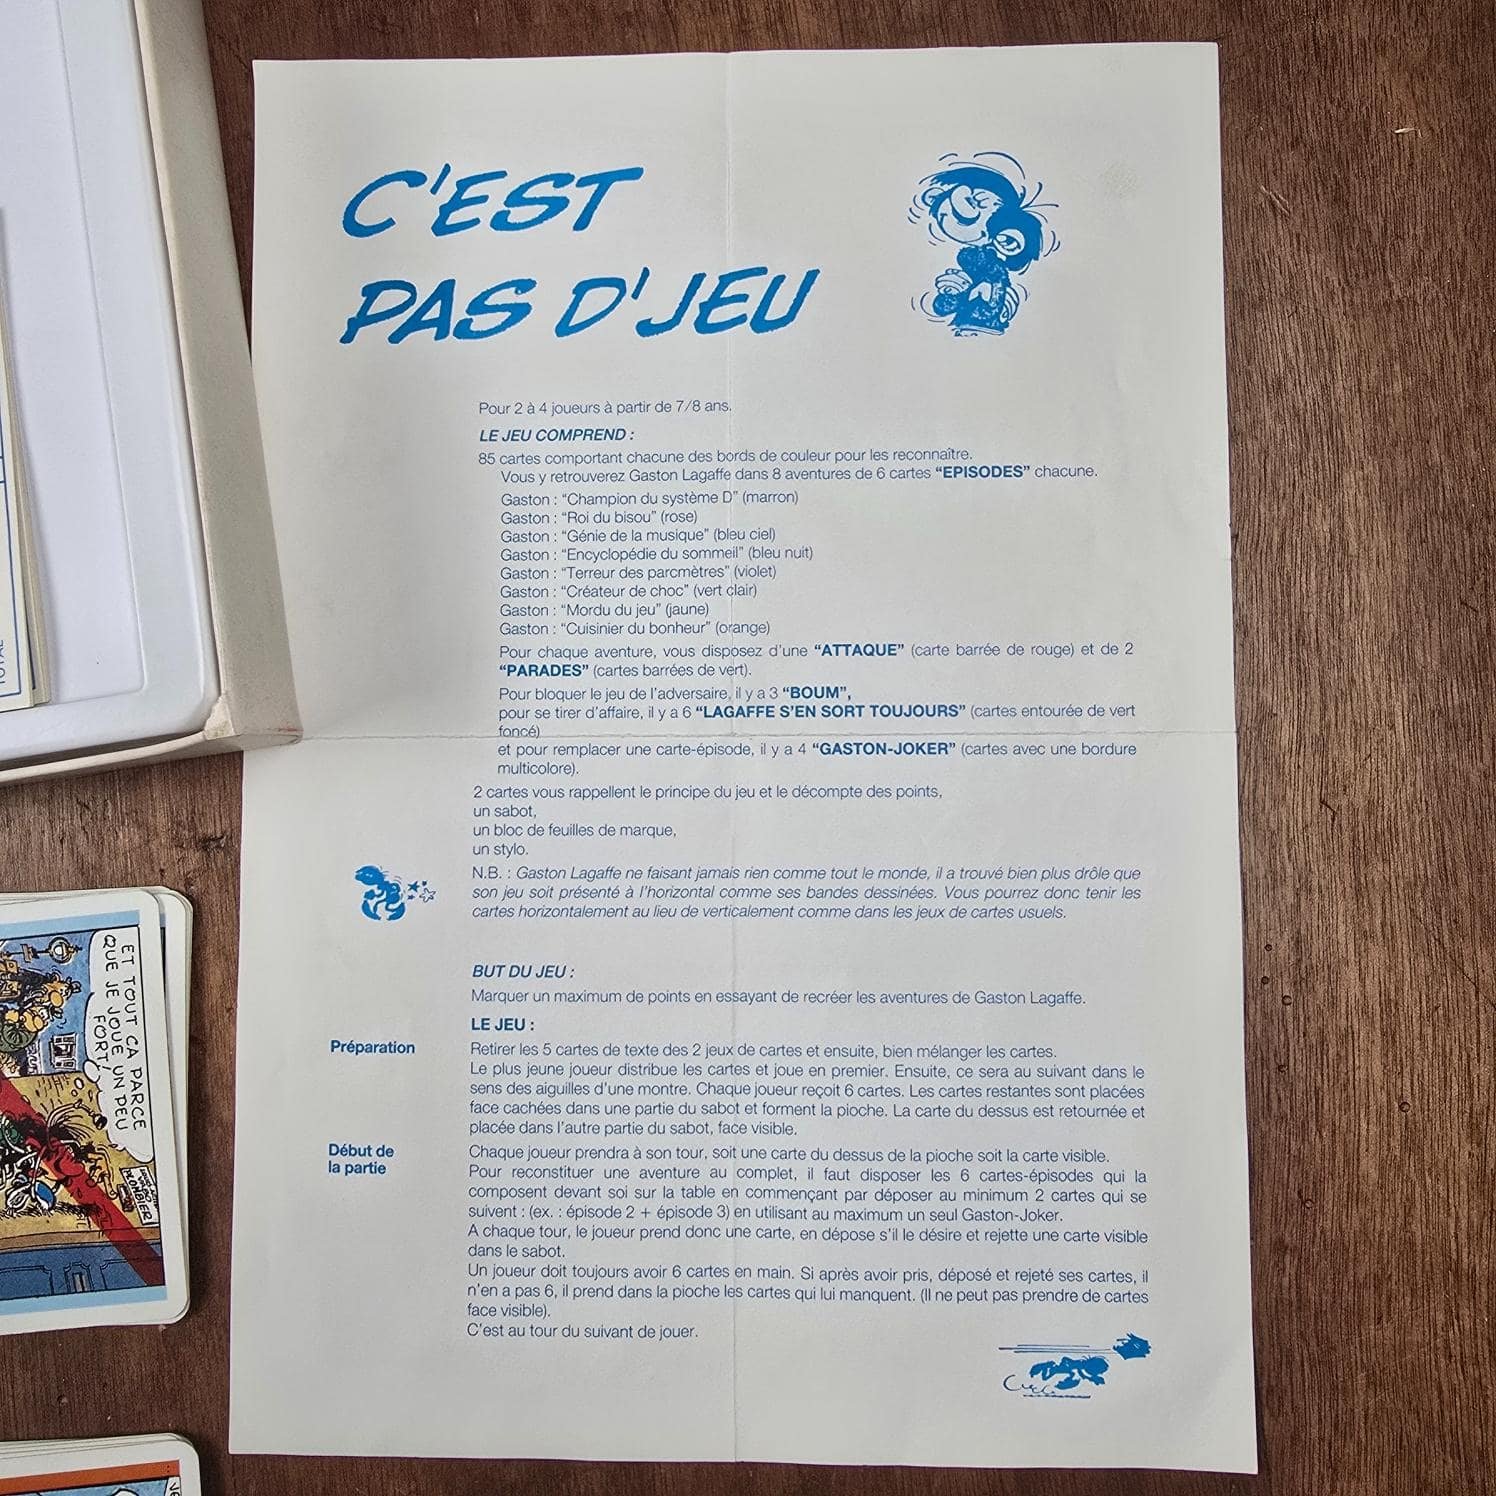 C'EST
PAS D'JEU
Pour 2 à 4 joueurs à partir de 7/8 ans.
LE JEU COMPREND :
85 cartes comportant chacune des bords de couleur pour les reconnaître.
Vous y retrouverez Gaston Lagaffe dans 8 aventures de 6 cartes “EPISODES” chacune.
Gaston : “Champion du système D” (marron)
Gaston : “Roi du bisou” (rose)
Gaston : “Génie de la musique” (bleu ciel)
Gaston : “Encyclopédie du sommeil” (bleu nuit)
Gaston : “Terreur des parcmètres” (violet)
Gaston : “Créateur de choc” (vert clair)
Gaston : “Mordu du jeu” (jaune)
Gaston : “Cuisinier du bonheur” (orange)
Pour chaque aventure, vous disposez d'une “ATTAQUE” (carte barrée de rouge) et de 2
“PARADES” (cartes barrées de vert).
Pour bloquer le jeu de l'adversaire, il y a 3 “BOUM”,
pour se tirer d'affaire, il y a 6 “LAGAFFE S'EN SORT TOUJOURS” (cartes entourée de vert
foncé)
et pour remplacer une carte-épisode, il y a 4 “GASTON-JOKER” (cartes avec une bordure
multicolore).
2 cartes vous rappellent le principe du jeu et le décompte des points,
un sabot,
un bloc de feuilles de marque,
un stylo.
N.B. : Gaston Lagaffe ne faisant jamais rien comme tout le monde, il a trouvé bien plus drôle que
son jeu soit présenté à l'horizontal comme ses bandes dessinées. Vous pourrez donc tenir les
cartes horizontalement au lieu de verticalement comme dans les jeux de cartes usuels.
BUT DU JEU :
Marquer un maximum de points en essayant de recréer les aventures de Gaston Lagaffe.
LE JEU :
Préparation
Retirer les 5 cartes de texte des 2 jeux de cartes et ensuite, bien mélanger les cartes.
Le plus jeune joueur distribue les cartes et joue en premier. Ensuite, ce sera au suivant dans le
sens des aiguilles d'une montre. Chaque joueur reçoit 6 cartes. Les cartes restantes sont placées
face cachées dans une partie du sabot et forment la pioche. La carte du dessus est retournée et
placée dans l'autre partie du sabot, face visible.
Début de
la partie
Chaque joueur prendra à son tour, soit une carte du dessus de la pioche soit la carte visible.
Pour reconstituer une aventure au complet, il faut disposer les 6 cartes-épisodes qui la
composent devant soi sur la table en commençant par déposer au minimum 2 cartes qui se
suivent : (ex. : épisode 2 + épisode 3) en utilisant au maximum un seul Gaston-Joker.
A chaque tour, le joueur prend donc une carte, en dépose s'il le désire et rejette une carte visible
dans le sabot.
Un joueur doit toujours avoir 6 cartes en main. Si après avoir pris, déposé et rejeté ses cartes, il
n'en a pas 6, il prend dans la pioche les cartes qui lui manquent. (Il ne peut pas prendre de cartes
face visible).
C'est au tour du suivant de jouer.
TOTAL
ET TOUT CA PARCE
QUE JE JOUE UN PEU
FORT!
PLOMBIER